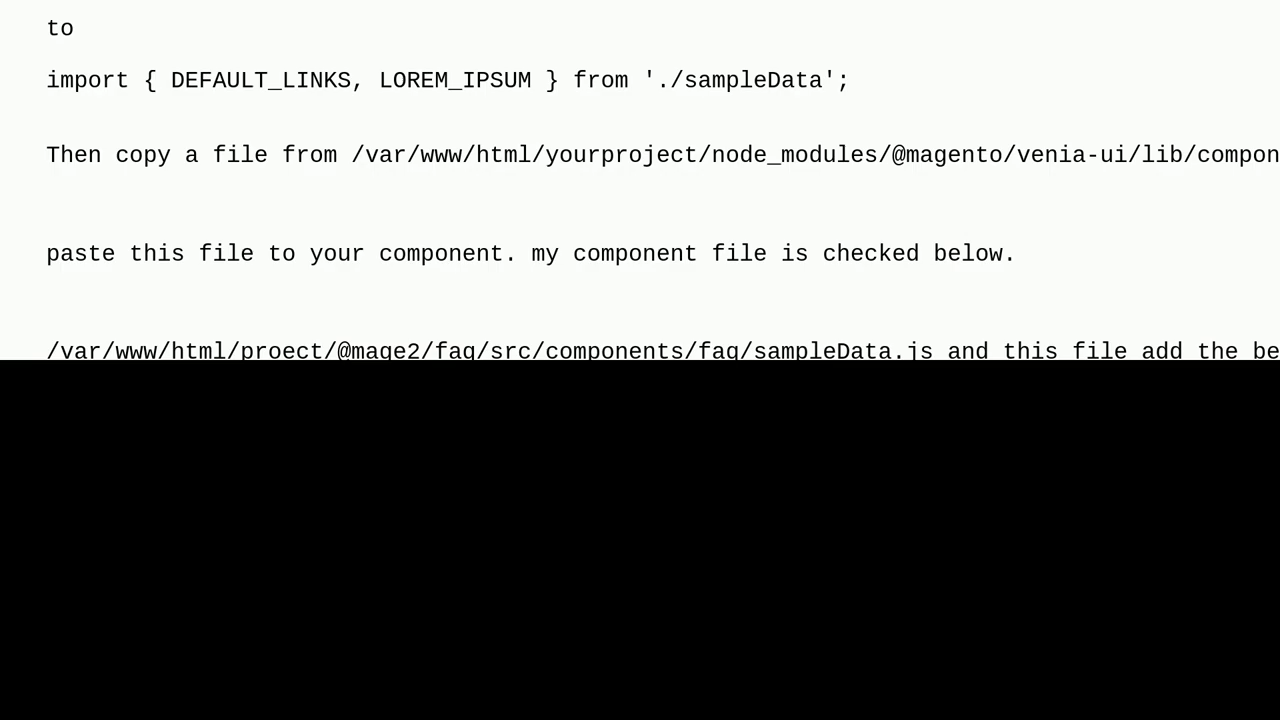 to
import { DEFAULT_LINKS, LOREM_IPSUM } from './sampleData';
Then copy a file from /var/www/html/yourproject/node_modules/@magento/venia-ui/lib/compon
paste this file to your component. my component file is checked below.
/var/www/html/proect/@mage2/faq/src/components/faq/sampleData.js and this file add the be